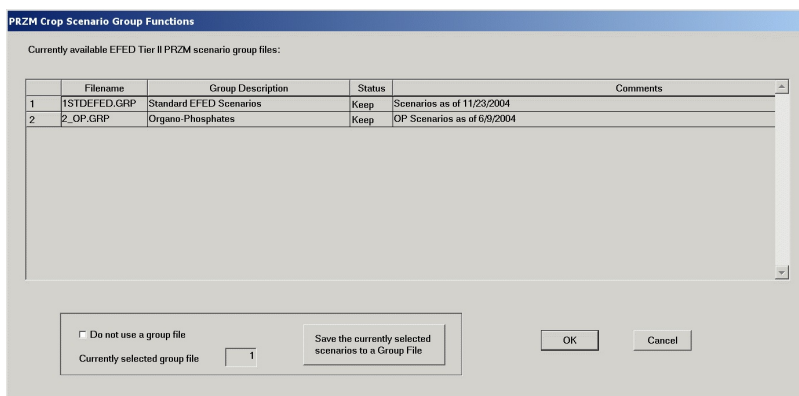 PRZM Crop Scenario Group Functions
Currently available EFED Tier II PRZM scenario group files:
Filename Group Description Status Comments
1 1STDEFED.GRP Standard EFED Scenarios Keep Scenarios as of 11/23/2004
2 2_OP.GRP Organo-Phosphates Keep OP Scenarios as of 6/9/2004
Do not use a group file
Currently selected group file 1
Save the currently selected
scenarios to a Group File
OK Cancel